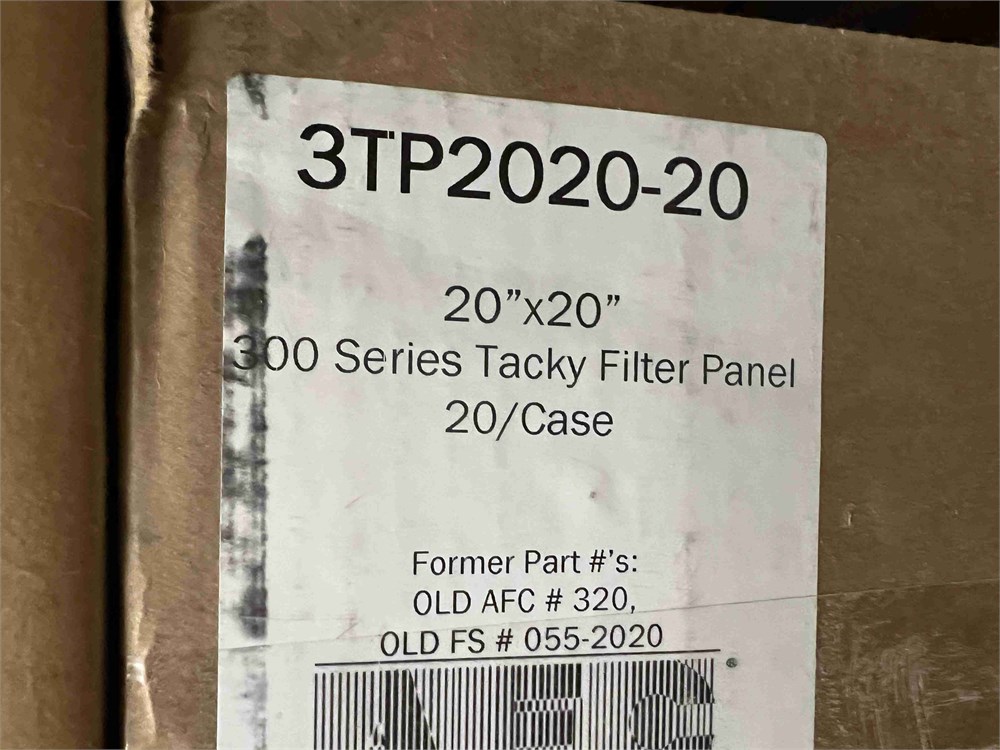 3TP2020-20
20”x20”
300 Series Tacky Filter Panel
20/Case
Former Part #'s:
OLD AFC # 320,
OLD FS # 055-2020
AFC®